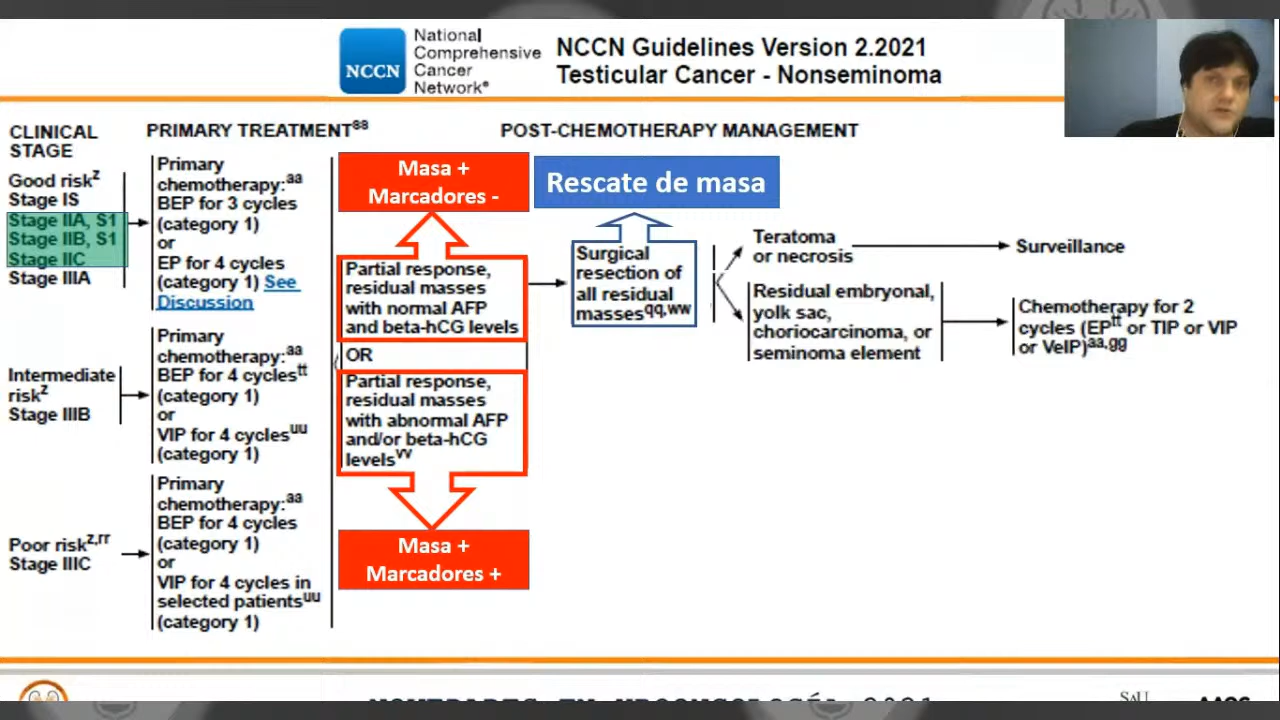 NCCN
National
Comprehensive
Cancer
Network®
NCCN Guidelines Version 2.2021
Testicular Cancer - Nonseminoma
CLINICAL
STAGE
PRIMARY TREATMENTss
POST-CHEMOTHERAPY MANAGEMENT
Good riskz
Stage IS
Stage IIA, S1
Stage IIB, S1
Stage IIC
Stage IIIA
Primary
chemotherapy:aa
BEP for 3 cycles
(category 1)
or
EP for 4 cycles
(category 1) See
Discussion
Intermediate
riskz
Stage IIIB
Primary
chemotherapy:aa
BEP for 4 cyclestt
(category 1)
or
VIP for 4 cyclesuu
(category 1)
Poor riskz,rr
Stage IIIC
Primary
chemotherapy:aa
BEP for 4 cycles
(category 1)
or
VIP for 4 cycles in
selected patientsuu
(category 1)
Masa +
Marcadores -
Partial response,
residual masses
with normal AFP
and beta-hCG levels
OR
Partial response,
residual masses
with abnormal AFP
and/or beta-hCG
levelsvv
Masa +
Marcadores +
Rescate de masa
Surgical
resection of
all residual
massesqq,ww
Teratoma
or necrosis
Surveillance
Residual embryonal,
yolk sac,
choriocarcinoma, or
seminoma element
Chemotherapy for 2
cycles (EPtt or TIP or VIP
or VeIP)aa,gg
SAU